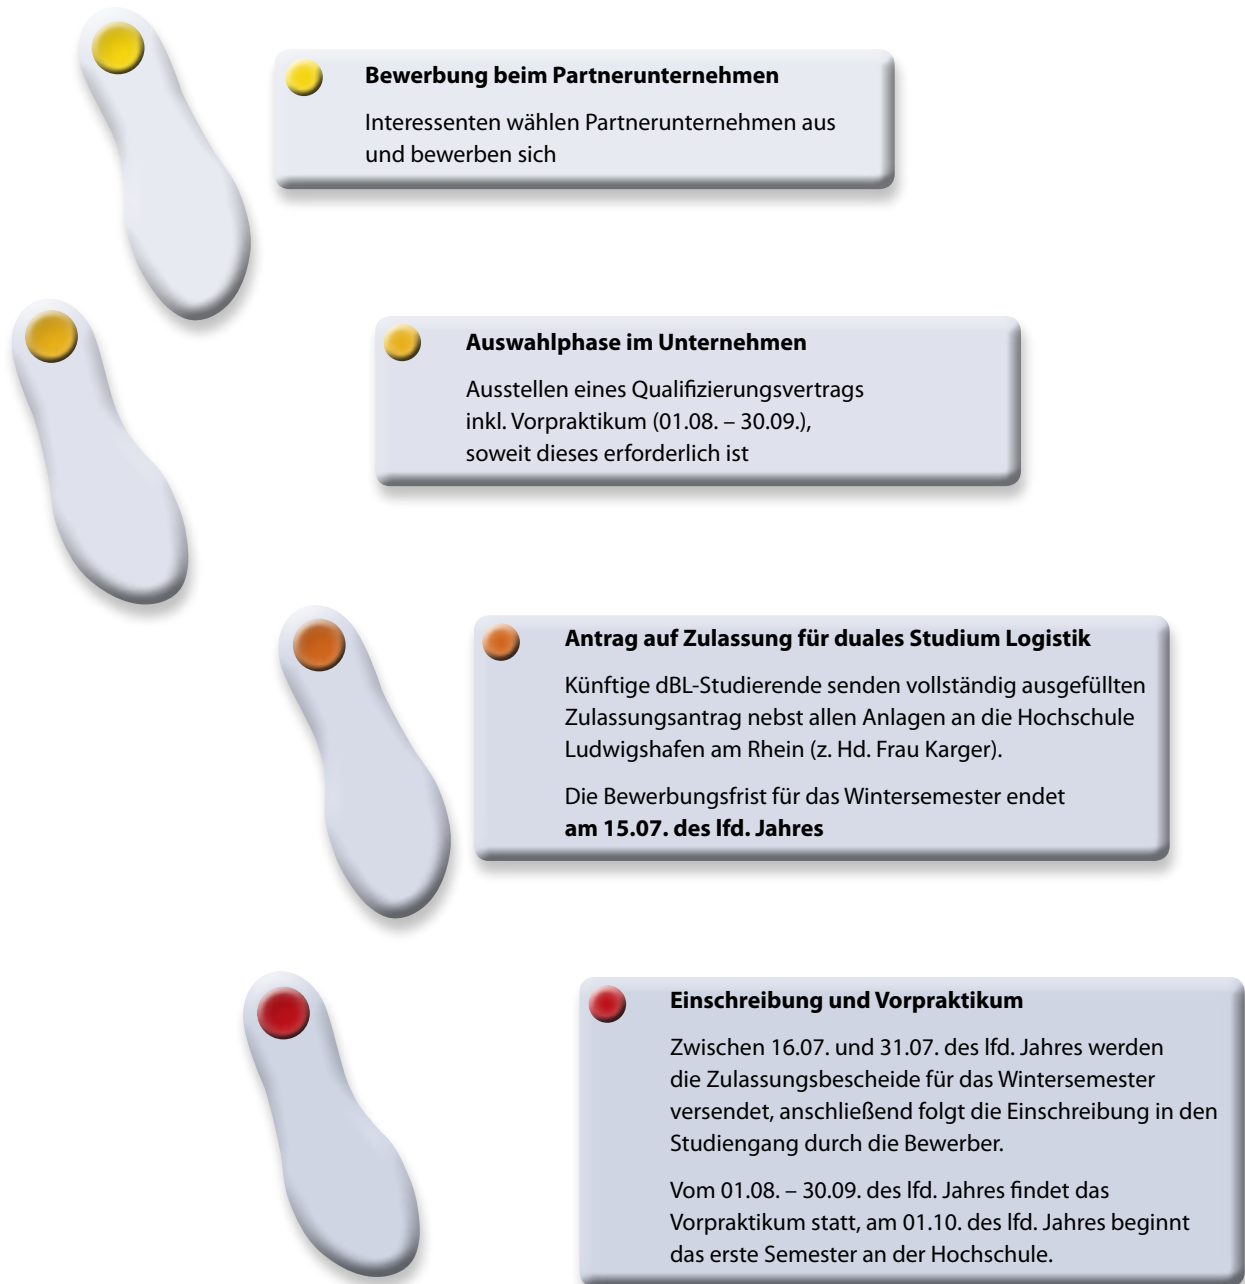 Bewerbung beim Partnerunternehmen
Interessenten wählen Partnerunternehmen aus
und bewerben sich
Auswahlphase im Unternehmen
Ausstellen eines Qualifizierungsvertrags
inkl. Vorpraktikum (01.08. – 30.09.),
soweit dieses erforderlich ist
Antrag auf Zulassung für duales Studium Logistik
Künftige dBL-Studierende senden vollständig ausgefüllten
Zulassungsantrag nebst allen Anlagen an die Hochschule
Ludwigshafen am Rhein (z. Hd. Frau Karger).
Die Bewerbungsfrist für das Wintersemester endet
am 15.07. des lfd. Jahres
Einschreibung und Vorpraktikum
Zwischen 16.07. und 31.07. des lfd. Jahres werden
die Zulassungsbescheide für das Wintersemester
versendet, anschließend folgt die Einschreibung in den
Studiengang durch die Bewerber.
Vom 01.08. – 30.09. des lfd. Jahres findet das
Vorpraktikum statt, am 01.10. des lfd. Jahres beginnt
das erste Semester an der Hochschule.